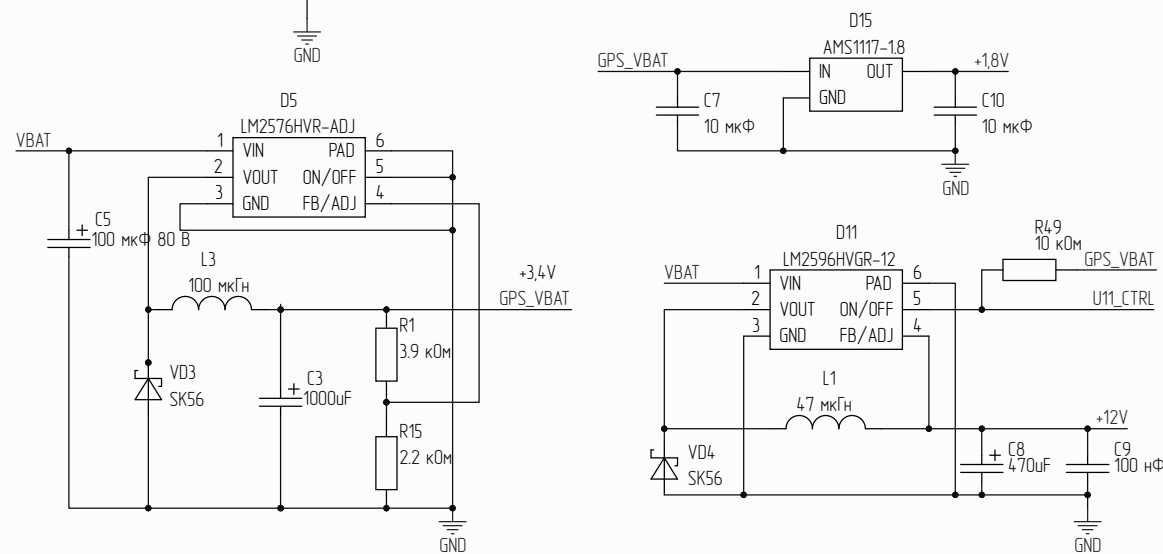 GND
D15
AMS1117-1.8
GPS_VBAT
IN
OUT
GND
+1,8V
C7
10 мкФ
C10
10 мкФ
GND
D5
LM2576HVR-ADJ
VBAT
1
VIN
PAD
6
2
VOUT
ON/OFF
5
3
GND
FB/ADJ
4
C5
100 мкФ 80 В
L3
100 мкГн
+3,4V
GPS_VBAT
R1
3.9 кОм
VD3
SK56
C3
1000uF
R15
2.2 кОм
GND
D11
LM2596HVGR-12
VBAT
1
VIN
PAD
6
2
VOUT
ON/OFF
5
3
GND
FB/ADJ
4
R49
10 кОм
GPS_VBAT
U11_CTRL
L1
47 мкГн
+12V
VD4
SK56
C8
470uF
C9
100 нФ
GND